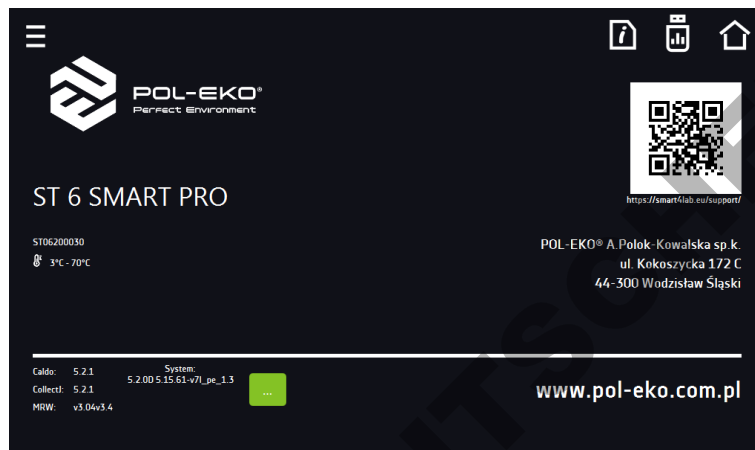 POL-EKO®
Perfect Environment
https://smart4lab.eu/support/
ST 6 SMART PRO
ST06200030
3°C - 70°C
POL-EKO® A.Polok-Kowalska sp.k.
ul. Kokoszycka 172 C
44-300 Wodzisław Śląski
Caldo: 5.2.1
CollectJ: 5.2.1
MRW: v3.04v3.4
System:
5.2.0D 5.15.61-v7l_pe_1.3
...
www.pol-eko.com.pl